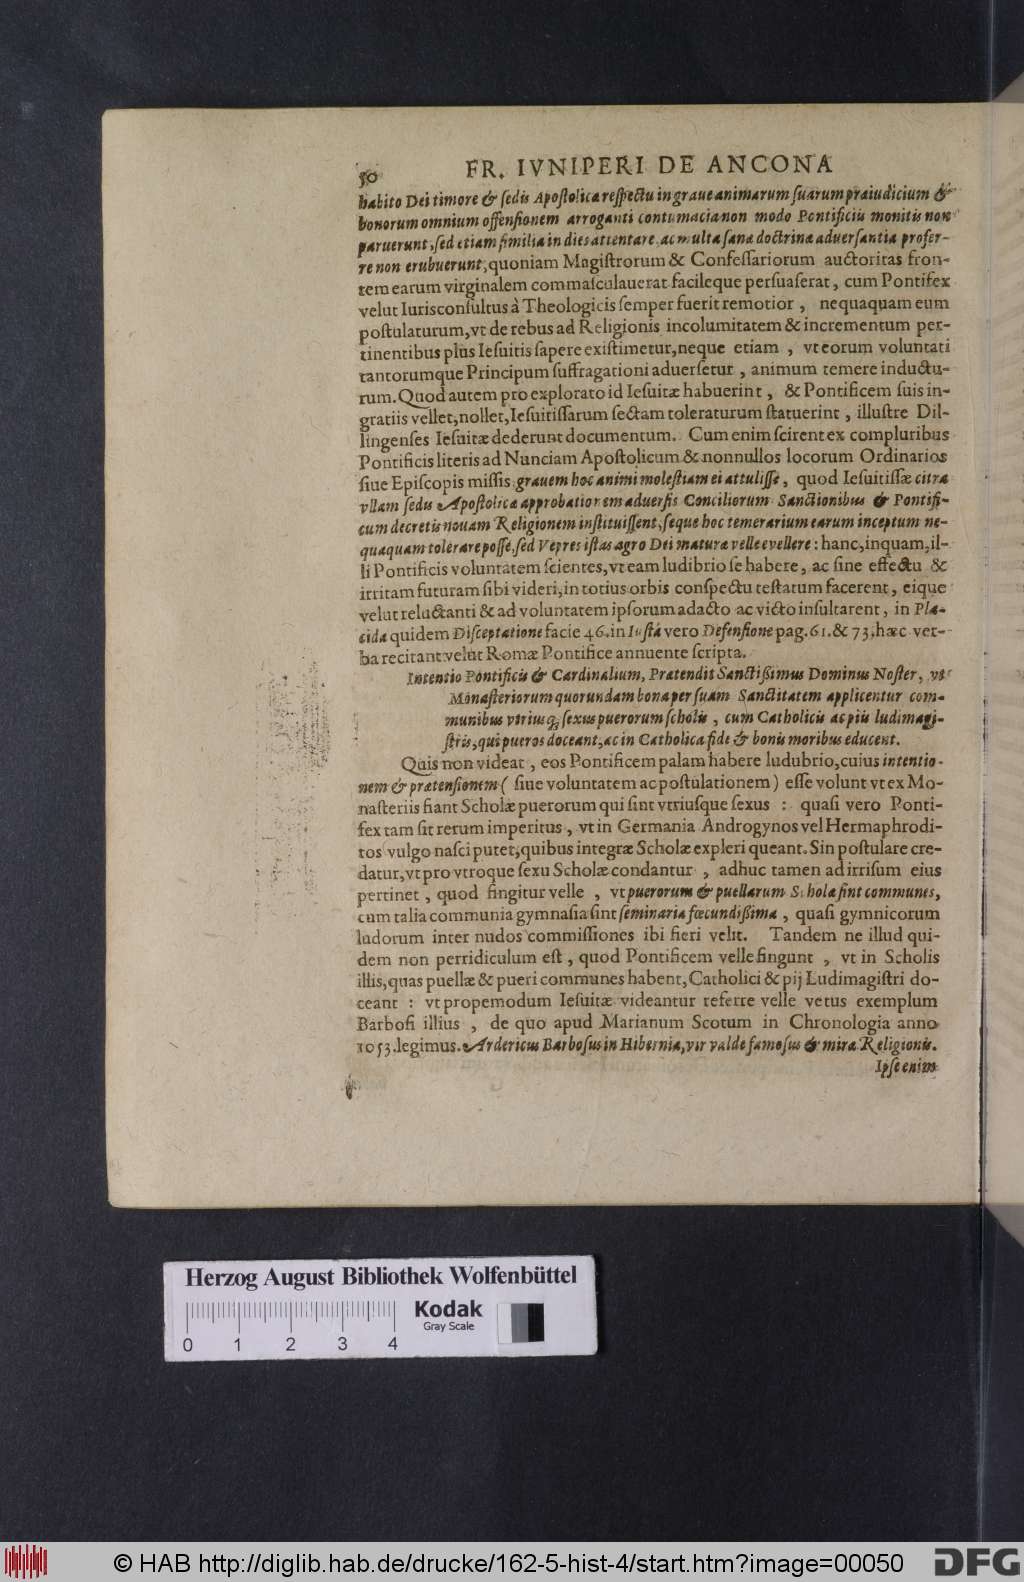 50
FR. IVNIPERI DE ANCONA
habito Dei timore & sedis Apostolicæ respectu in graue animarum suarum præiudicium &
bonorum omnium offensionem arroganti contumacia non modo Pontificiis monitis non
paruerunt, sed etiam similia in dies attentare, ac multa sanæ doctrinæ aduersantia profer-
re non erubuerunt, quoniam Magistrorum & Confessariorum auctoritas fron-
tem earum virginalem commasculauerat facileque persuaserat, cum Pontifex
velut Iurisconsultus à Theologicis semper fuerit remotior, nequaquam eum
postulaturum, vt de rebus ad Religionis incolumitatem & incrementum per-
tinentibus plùs Iesuitis sapere existimetur, neque etiam, vt eorum voluntati
tantorumque Principum suffragationi aduersetur, animum temere inductu-
rum. Quod autem pro explorato id Iesuitæ habuerint, & Pontificem suis in-
gratiis vellet, nollet, Iesuitissarum sectam toleraturum statuerint, illustre Dil-
lingenses Iesuitæ dederunt documentum. Cum enim scirent ex compluribus
Pontificis literis ad Nuncium Apostolicum & nonnullos locorum Ordinarios
siue Episcopis missis grauem hoc animi molestiam ei attulisse, quod Iesuitissæ citra
vllam sedis Apostolicæ approbationem aduersis Conciliorum Sanctionibus & Pontifi-
cum decretis nouam Religionem instituissent, seque hoc temerarium earum inceptum ne-
quaquam tolerare posse, sed Vepres istas agro Dei mature velle euellere: hanc, inquam, il-
li Pontificis voluntatem scientes, vt eam ludibrio se habere, ac sine effectu &
irritam futuram sibi videri, in totius orbis conspectu testatum facerent, eique
velut reluctanti & ad voluntatem ipsorum adacto ac victo insultarent, in Pla-
cida quidem Disceptatione facie 46. in Iustâ vero Defensione pag. 61. & 73. hæc ver-
ba recitant velut Romæ Pontifice annuente scripta.
Intentio Pontificis & Cardinalium, Prætendit Sanctißimus Dominus Noster, vt
Monasteriorum quorundam bona per suam Sanctitatem applicentur com-
munibus vtriusq; sexus puerorum scholis, cum Catholicis ac piis ludimagi-
stris, qui pueros doceant, ac in Catholica fide & bonis moribus educent.
Quis non videat, eos Pontificem palam habere ludubrio, cuius intentio-
nem & prætensionem (siue voluntatem ac postulationem) esse volunt vt ex Mo-
nasteriis fiant Scholæ puerorum qui sint vtriusque sexus: quasi vero Ponti-
fex tam sit rerum imperitus, vt in Germania Androgynos vel Hermaphrodi-
tos vulgo nasci putet, quibus integræ Scholæ expleri queant. Sin postulare cre-
datur, vt pro vtroque sexu Scholæ condantur, adhuc tamen ad irrisum eius
pertinet, quod fingitur velle, vt puerorum & puellarum Scholæ sint communes,
cum talia communia gymnasia sint seminaria fœcundißima, quasi gymnicorum
ludorum inter nudos commissiones ibi fieri velit. Tandem ne illud qui-
dem non perridiculum est, quod Pontificem velle fingunt, vt in Scholis
illis, quas puellæ & pueri communes habent, Catholici & pij Ludimagistri do-
ceant: vt propemodum Iesuitæ videantur referre velle vetus exemplum
Barbosi illius, de quo apud Marianum Scotum in Chronologia anno
1053. legimus. Ardericus Barbosus in Hibernia, vir valde famosus & miræ Religionis.
Ipse enim
Herzog August Bibliothek Wolfenbüttel
Kodak
Gray Scale
0 1 2 3 4
© HAB http://diglib.hab.de/drucke/162-5-hist-4/start.htm?image=00050
DFG